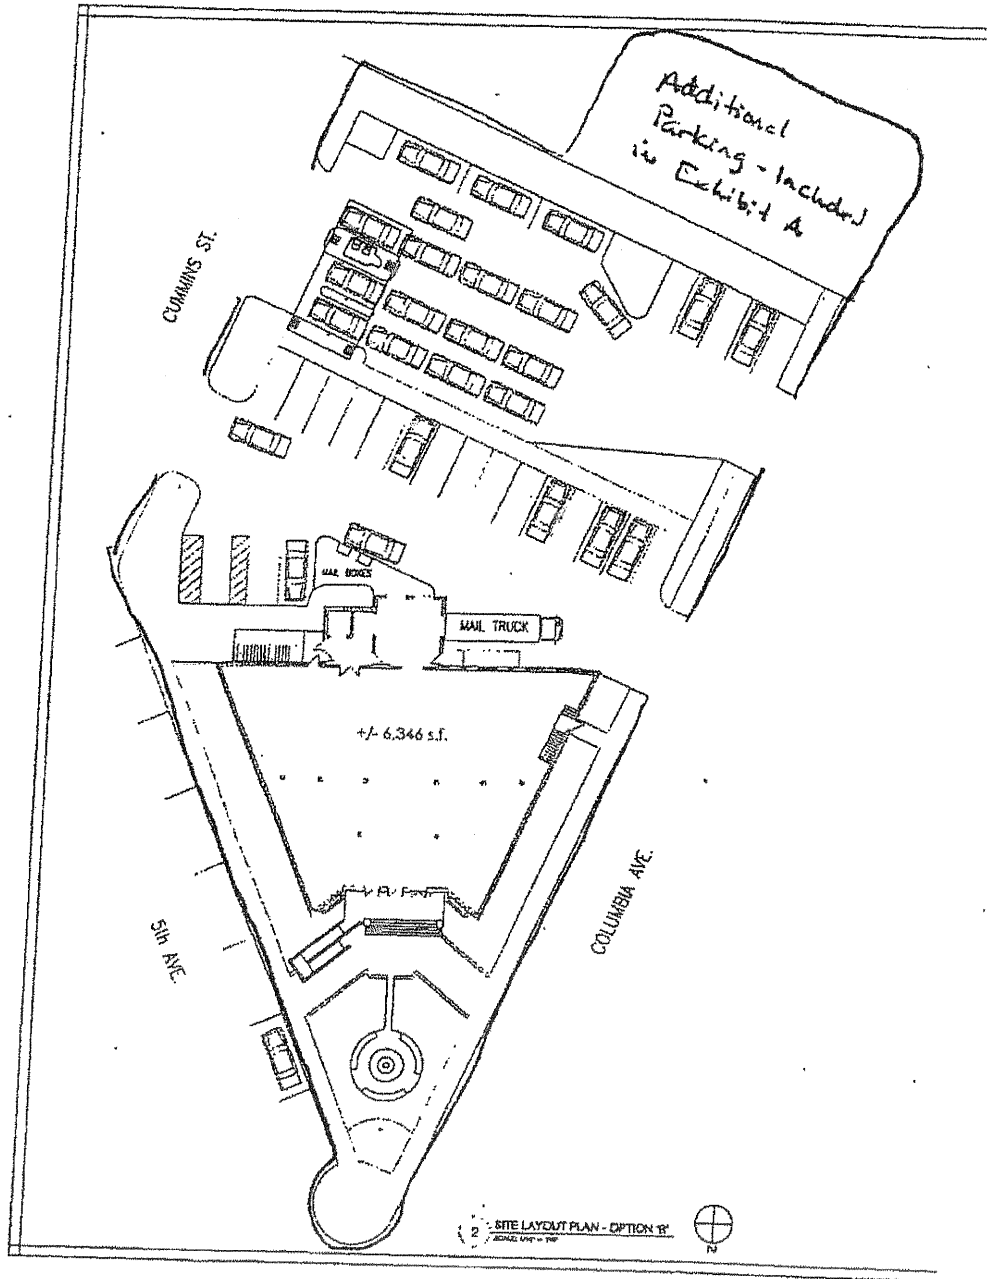 Additional
Parking - Included
in Exhibit A
CUMMINS ST.
MAIL BOXES
MAIL TRUCK
+/- 6,346 s.f.
COLUMBIA AVE.
5th AVE.
2
SITE LAYOUT PLAN - OPTION 'B'
N